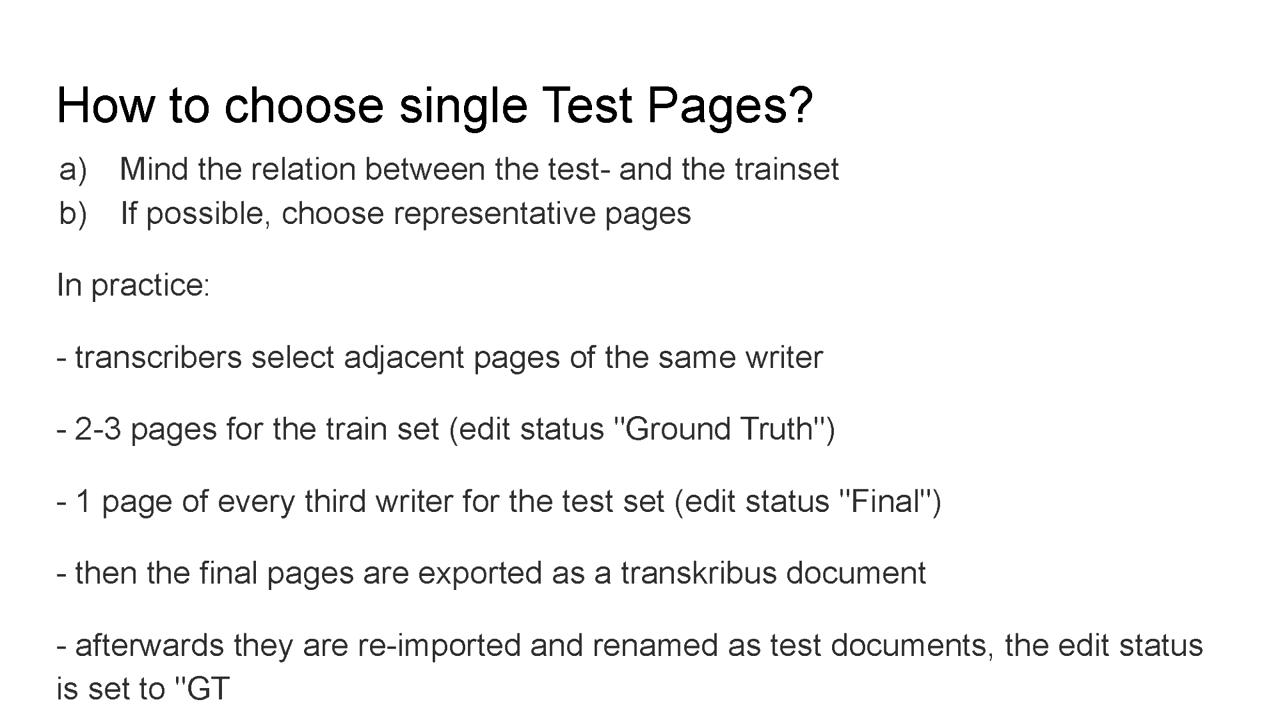 How to choose single Test Pages?
a) Mind the relation between the test- and the trainset
b) If possible, choose representative pages
In practice:
- transcribers select adjacent pages of the same writer
- 2-3 pages for the train set (edit status "Ground Truth")
- 1 page of every third writer for the test set (edit status "Final")
- then the final pages are exported as a transkribus document
- afterwards they are re-imported and renamed as test documents, the edit status
is set to "GT